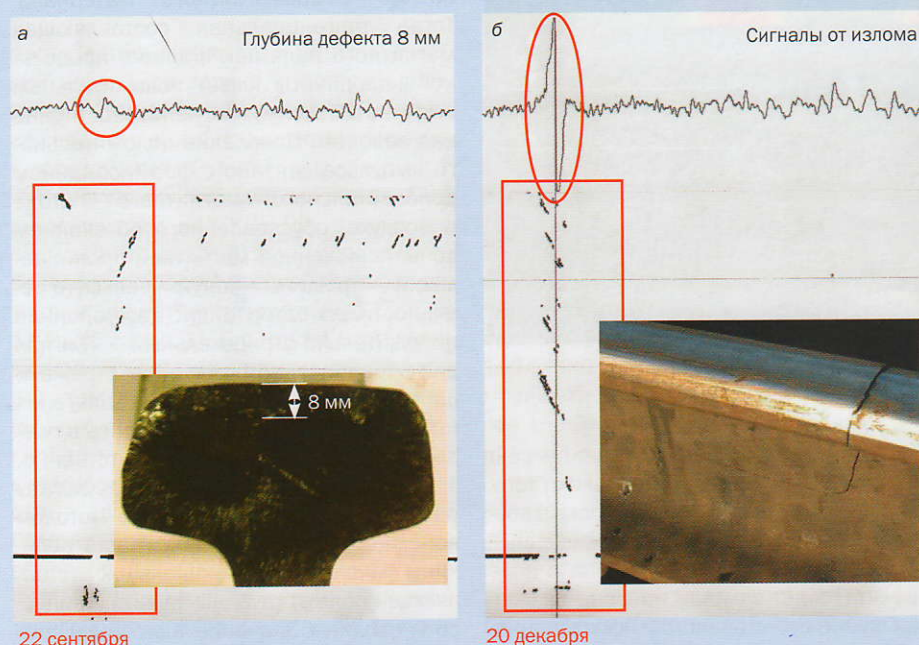 а
Глубина дефекта 8 мм
8 мм
22 сентября
б
Сигналы от излома
20 декабря